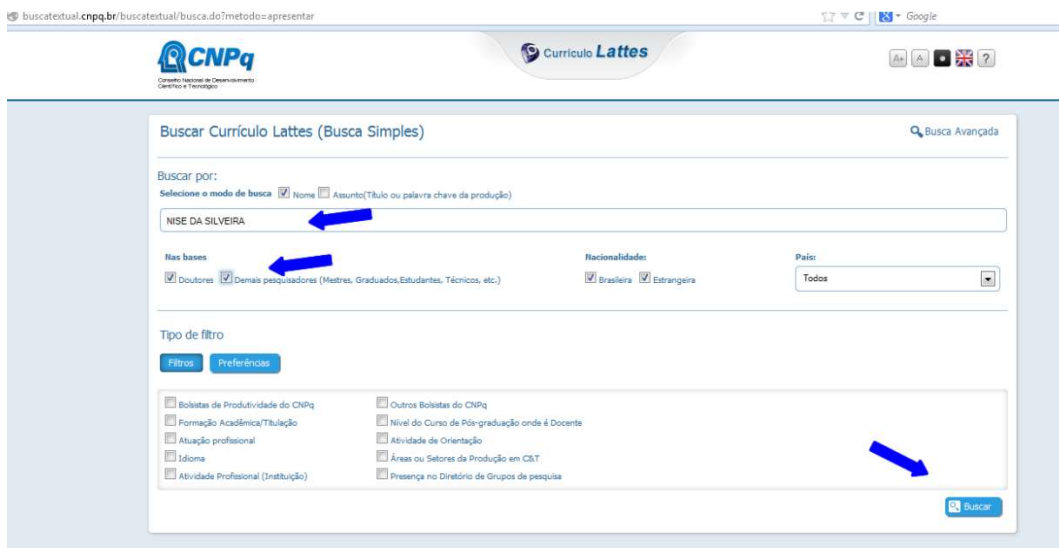 buscatextual.cnpq.br/buscatextual/busca.do?metodo=apresentar Google
CNPq
Conselho Nacional de Desenvolvimento
Científico e Tecnológico
Currículo Lattes
A+ A ?
Buscar Currículo Lattes (Busca Simples) Busca Avançada
Buscar por:
Selecione o modo de busca Nome Assunto(Título ou palavra chave da produção)
NISE DA SILVEIRA
Nas bases Nacionalidade: País:
Doutores Demais pesquisadores (Mestres, Graduados,Estudantes, Técnicos, etc.) Brasileira Estrangeira Todos
Tipo de filtro
Filtros Preferências
Bolsistas de Produtividade do CNPq Outros Bolsistas do CNPq
Formação Acadêmica/Titulação Nível do Curso de Pós-graduação onde é Docente
Atuação profissional Atividade de Orientação
Idioma Áreas ou Setores da Produção em C&T
Atividade Profissional (Instituição) Presença no Diretório de Grupos de pesquisa
Buscar